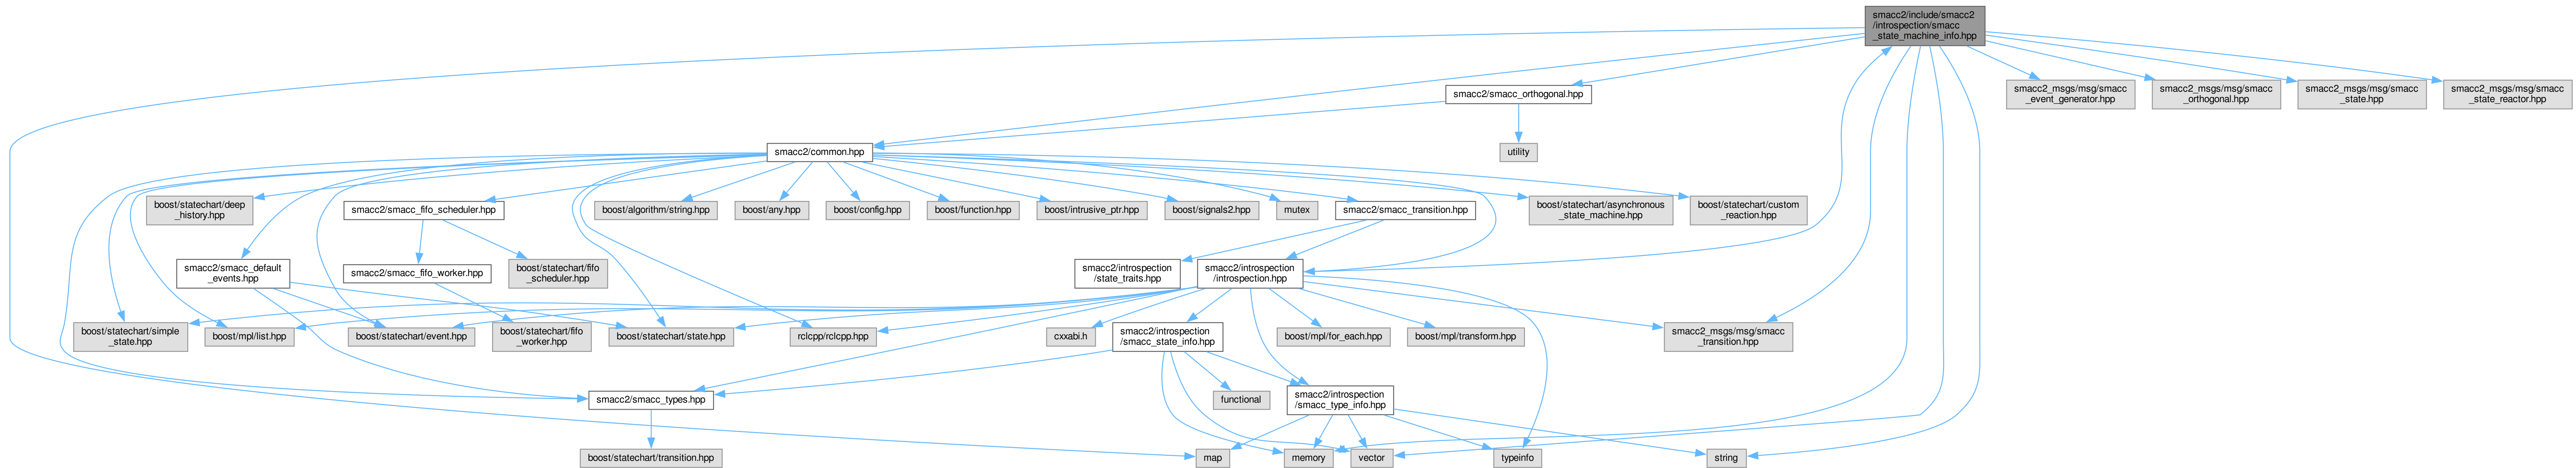 smacc2/include/smacc2
/introspection/smacc
_state_machine_info.hpp
smacc2/smacc_orthogonal.hpp
smacc2_msgs/msg/smacc
_event_generator.hpp
smacc2_msgs/msg/smacc
_orthogonal.hpp
smacc2_msgs/msg/smacc
_state.hpp
smacc2_msgs/msg/smacc
_state_reactor.hpp
smacc2/common.hpp
utility
boost/statechart/deep
_history.hpp
smacc2/smacc_fifo_scheduler.hpp
boost/algorithm/string.hpp
boost/any.hpp
boost/config.hpp
boost/function.hpp
boost/intrusive_ptr.hpp
boost/signals2.hpp
mutex
smacc2/smacc_transition.hpp
boost/statechart/asynchronous
_state_machine.hpp
boost/statechart/custom
_reaction.hpp
smacc2/smacc_default
_events.hpp
smacc2/smacc_fifo_worker.hpp
boost/statechart/fifo
_scheduler.hpp
smacc2/introspection
/state_traits.hpp
smacc2/introspection
/introspection.hpp
boost/statechart/simple
_state.hpp
boost/mpl/list.hpp
boost/statechart/event.hpp
boost/statechart/fifo
_worker.hpp
boost/statechart/state.hpp
rclcpp/rclcpp.hpp
cxxabi.h
smacc2/introspection
/smacc_state_info.hpp
boost/mpl/for_each.hpp
boost/mpl/transform.hpp
smacc2_msgs/msg/smacc
_transition.hpp
smacc2/smacc_types.hpp
functional
smacc2/introspection
/smacc_type_info.hpp
boost/statechart/transition.hpp
map
memory
vector
typeinfo
string